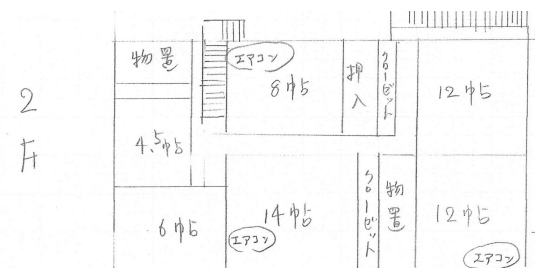 物置
エアコン
8帖
押入
クローゼット
12帖
2F
4.5帖
6帖
14帖
エアコン
クローゼット
物置
12帖
エアコン